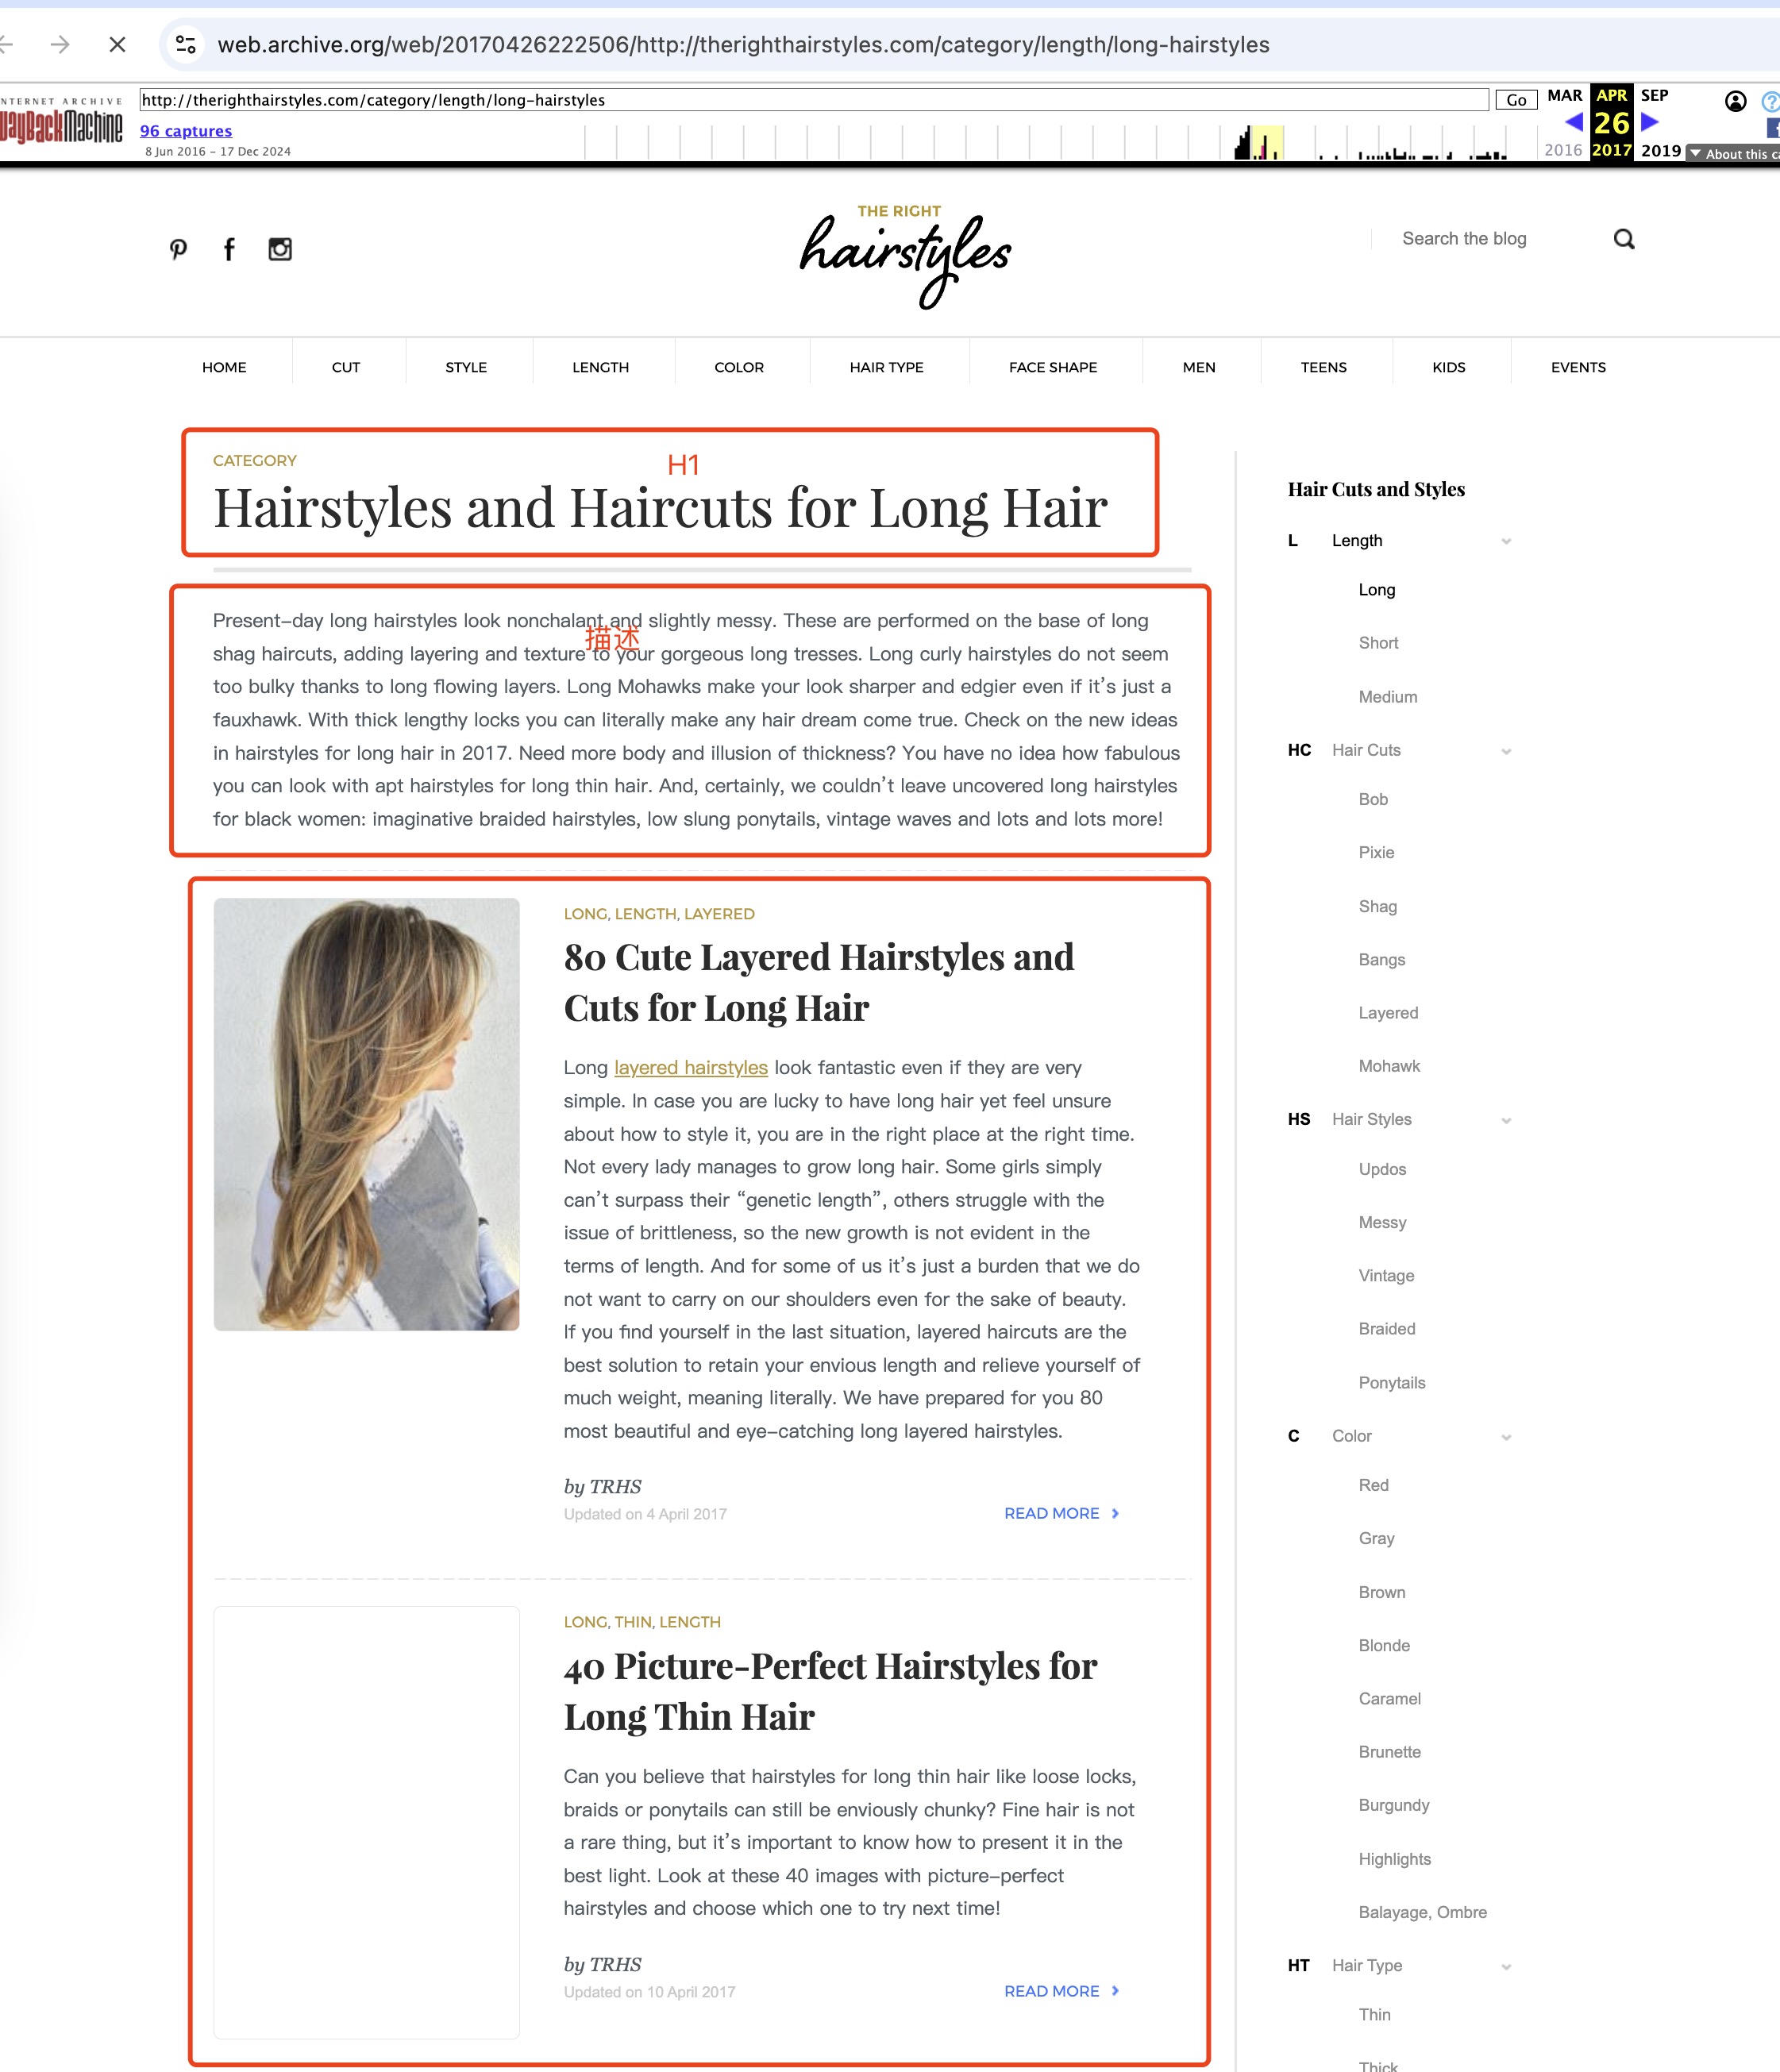 web.archive.org/web/20170426222506/http://therighthairstyles.com/category/length/long-hairstyles
INTERNET ARCHIVE
WayBackMachine
http://therighthairstyles.com/category/length/long-hairstyles
Go
MAR
APR
SEP
96 captures
26
8 Jun 2016 – 17 Dec 2024
2016
2017
2019
About this
THE RIGHT
hairstyles
Search the blog
HOME
CUT
STYLE
LENGTH
COLOR
HAIR TYPE
FACE SHAPE
MEN
TEENS
KIDS
EVENTS
CATEGORY
H1
Hairstyles and Haircuts for Long Hair
描述
Present-day long hairstyles look nonchalant and slightly messy. These are performed on the base of long
shag haircuts, adding layering and texture to your gorgeous long tresses. Long curly hairstyles do not seem
too bulky thanks to long flowing layers. Long Mohawks make your look sharper and edgier even if it's just a
fauxhawk. With thick lengthy locks you can literally make any hair dream come true. Check on the new ideas
in hairstyles for long hair in 2017. Need more body and illusion of thickness? You have no idea how fabulous
you can look with apt hairstyles for long thin hair. And, certainly, we couldn't leave uncovered long hairstyles
for black women: imaginative braided hairstyles, low slung ponytails, vintage waves and lots and lots more!
LONG, LENGTH, LAYERED
80 Cute Layered Hairstyles and
Cuts for Long Hair
Long layered hairstyles look fantastic even if they are very
simple. In case you are lucky to have long hair yet feel unsure
about how to style it, you are in the right place at the right time.
Not every lady manages to grow long hair. Some girls simply
can't surpass their “genetic length”, others struggle with the
issue of brittleness, so the new growth is not evident in the
terms of length. And for some of us it's just a burden that we do
not want to carry on our shoulders even for the sake of beauty.
If you find yourself in the last situation, layered haircuts are the
best solution to retain your envious length and relieve yourself of
much weight, meaning literally. We have prepared for you 80
most beautiful and eye-catching long layered hairstyles.
by TRHS
Updated on 4 April 2017
READ MORE
LONG, THIN, LENGTH
40 Picture-Perfect Hairstyles for
Long Thin Hair
Can you believe that hairstyles for long thin hair like loose locks,
braids or ponytails can still be enviously chunky? Fine hair is not
a rare thing, but it's important to know how to present it in the
best light. Look at these 40 images with picture-perfect
hairstyles and choose which one to try next time!
by TRHS
Updated on 10 April 2017
READ MORE
Hair Cuts and Styles
L Length
Long
Short
Medium
HC Hair Cuts
Bob
Pixie
Shag
Bangs
Layered
Mohawk
HS Hair Styles
Updos
Messy
Vintage
Braided
Ponytails
C Color
Red
Gray
Brown
Blonde
Caramel
Brunette
Burgundy
Highlights
Balayage, Ombre
HT Hair Type
Thin
Thick